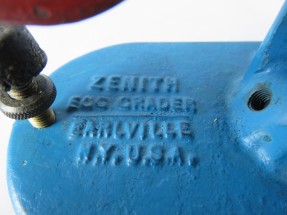 ZENITH
EGG GRADER
EARLVILLE
N.Y. U.S.A.